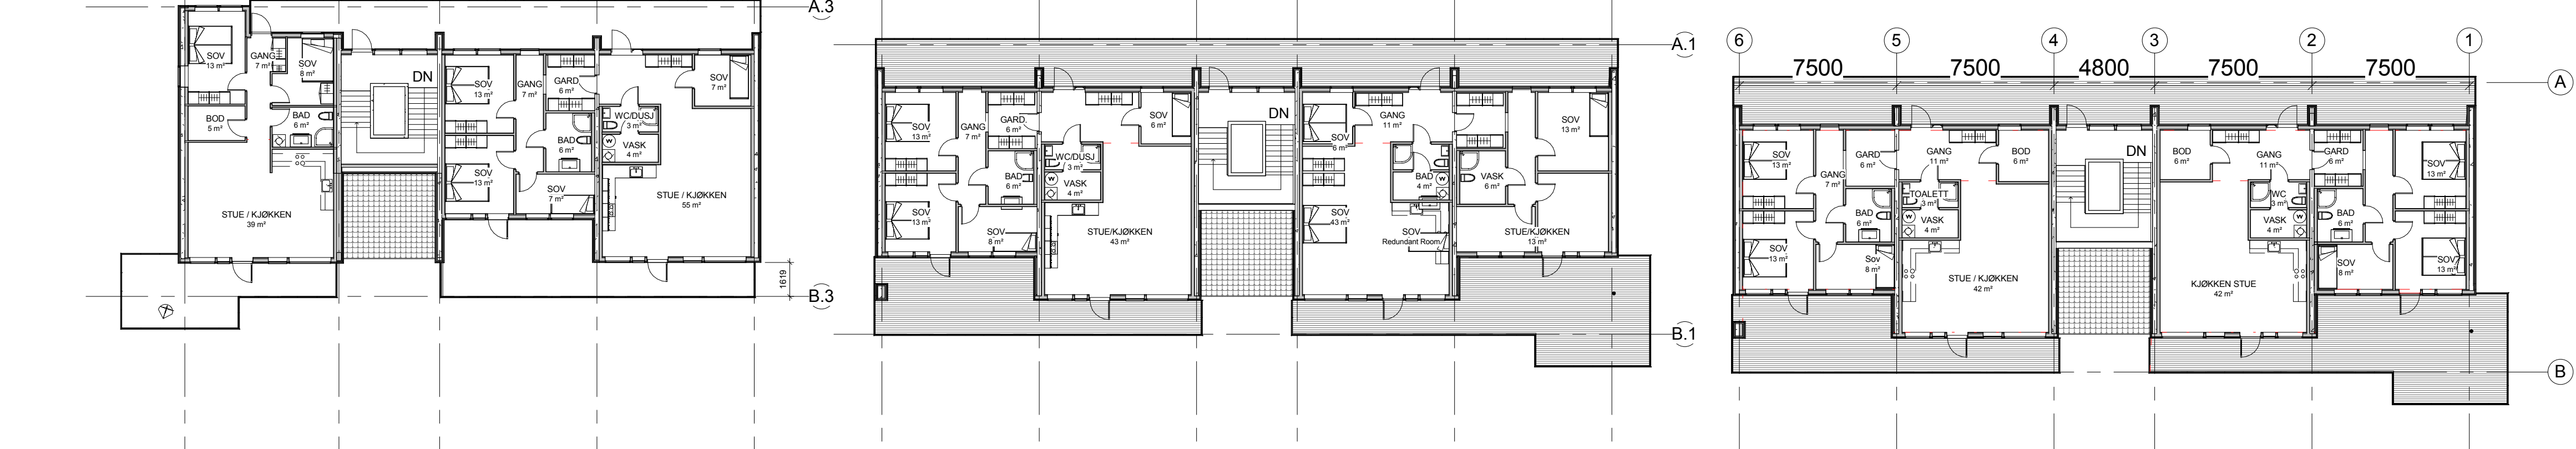 A.3
SOV
13 m²
GANG
7 m²
SOV
8 m²
BOD
5 m²
BAD
6 m²
STUE / KJØKKEN
39 m²
DN
SOV
13 m²
GANG
7 m²
GARD
6 m²
BAD
6 m²
SOV
13 m²
SOV
7 m²
WC/DUSJ
3 m²
W
VASK
4 m²
SOV
7 m²
STUE / KJØKKEN
55 m²
1619
B.3
A.1
SOV
13 m²
GANG
7 m²
GARD.
6 m²
BAD
6 m²
SOV
13 m²
SOV
8 m²
SOV
6 m²
WC/DUSJ
3 m²
W
VASK
4 m²
STUE/KJØKKEN
43 m²
DN
SOV
6 m²
GANG
11 m²
BAD
4 m²
W
SOV
43 m²
SOV
Redundant Room
VASK
6 m²
SOV
13 m²
STUE/KJØKKEN
13 m²
B.1
6
5
4
3
2
1
7500
7500
4800
7500
7500
A
SOV
13 m²
GANG
7 m²
GARD
6 m²
BAD
6 m²
SOV
13 m²
Sov
8 m²
GANG
11 m²
BOD
6 m²
TOALETT
3 m²
W
VASK
4 m²
STUE / KJØKKEN
42 m²
DN
BOD
6 m²
GANG
11 m²
WC
3 m²
VASK
4 m²
W
KJØKKEN STUE
42 m²
GARD
6 m²
BAD
6 m²
SOV
8 m²
SOV
13 m²
SOV
13 m²
B